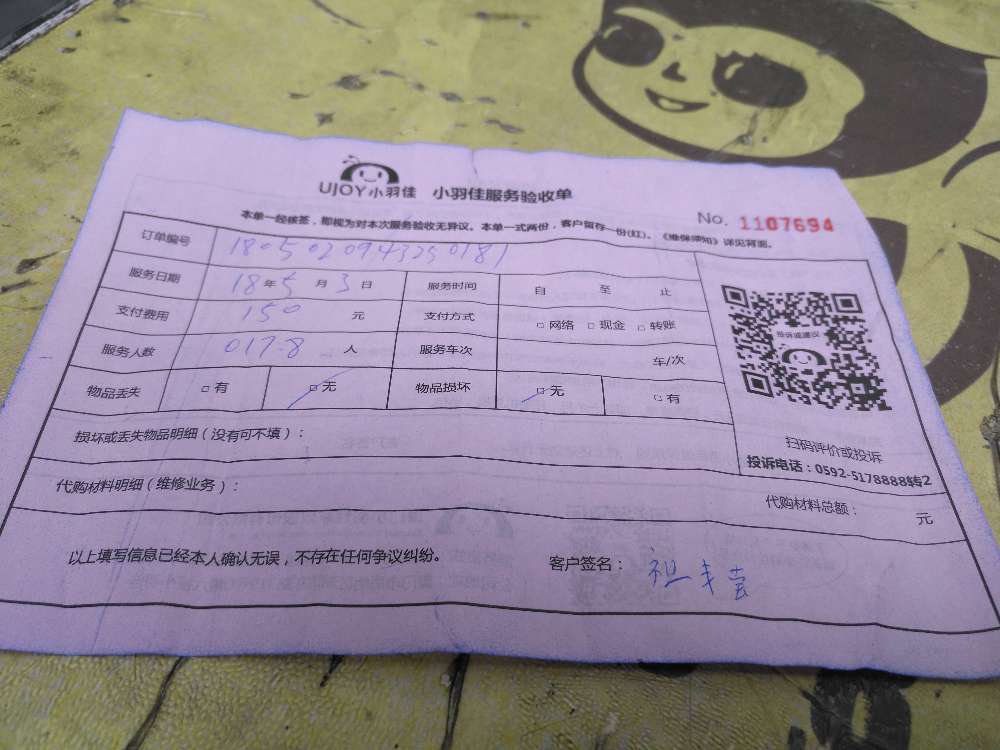 UJOY小羽佳 小羽佳服务验收单
No. 1107694
本单一经核签，即视为对本次服务验收无异议。本单一式两份，客户留存一份(红)。《维保须知》详见背面。
订单编号 1805020943250181
服务日期 18年5月3日 服务时间 自 至 止
支付费用 150 元 支付方式 □网络 □现金 □转账
服务人数 017-8 人 服务车次 车/次
物品丢失 □有 □无 物品损坏 □无 □有
投诉或建议
扫码评价或投诉
投诉电话：0592-5178888转2
损坏或丢失物品明细（没有可不填）：
代购材料明细（维修业务）： 代购材料总额： 元
以上填写信息已经本人确认无误，不存在任何争议纠纷。 客户签名：